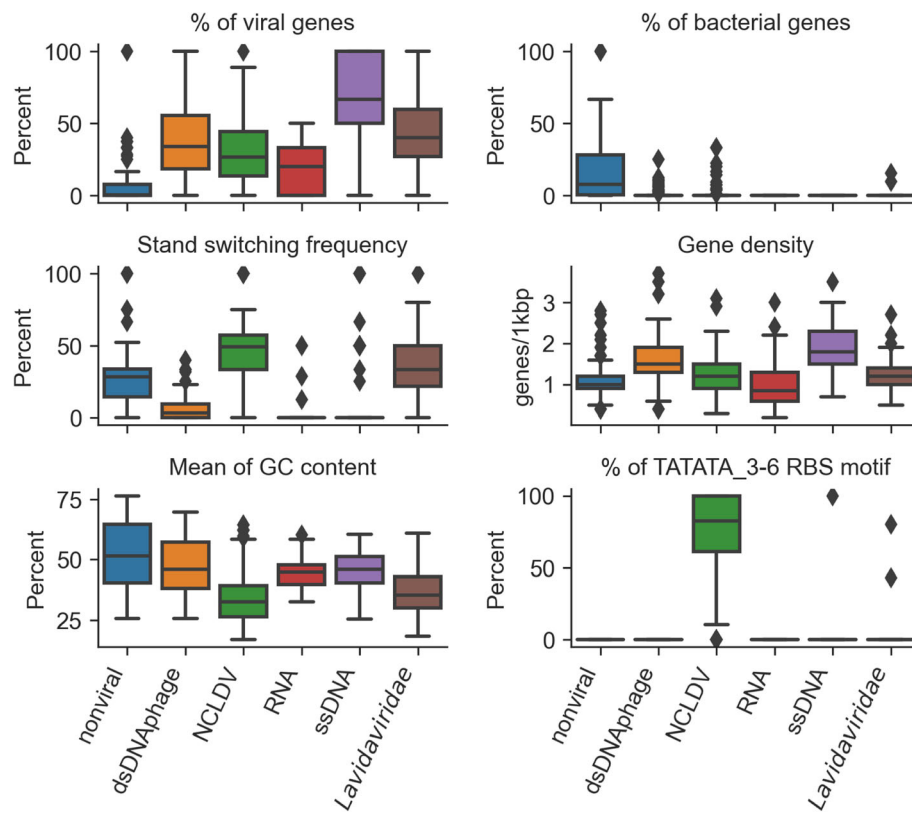 % of viral genes
Percent
100
50
0
% of bacterial genes
Percent
100
50
0
Stand switching frequency
Percent
100
50
0
Gene density
genes/1kbp
3
2
1
Mean of GC content
Percent
75
50
25
% of TATATA_3-6 RBS motif
Percent
100
50
0
nonviral
dsDNAphage
NCLDV
RNA
ssDNA
Lavidaviridae
nonviral
dsDNAphage
NCLDV
RNA
ssDNA
Lavidaviridae